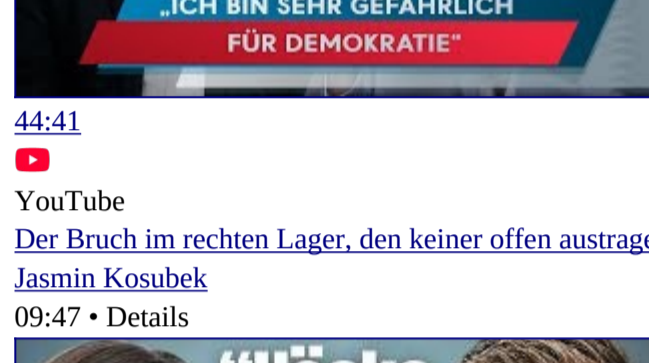 „ICH BIN SEHR GEFÄHRLICH
FÜR DEMOKRATIE“
44:41
YouTube
Der Bruch im rechten Lager, den keiner offen austrage
Jasmin Kosubek
09:47 • Details